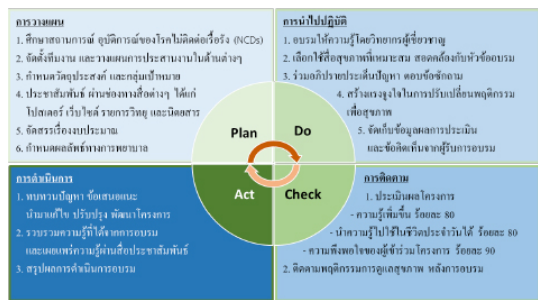 การวางแผน
1. ศึกษาสถานการณ์ อุบัติการณ์ของโรคไม่ติดต่อเรื้อรัง (NCDs)
2. จัดตั้งทีมงาน และวางแผนการประสานงานในด้านต่างๆ
3. กำหนดวัตถุประสงค์ และกลุ่มเป้าหมาย
4. ประชาสัมพันธ์ ผ่านช่องทางสื่อต่างๆ ได้แก่
โปสเตอร์ เว็บไซต์ รายการวิทยุ และนิตยสาร
5. จัดสรรเรื่องงบประมาณ
6. กำหนดผลลัพธ์ทางการพยาบาล
การนำไปปฏิบัติ
1. อบรมให้ความรู้โดยวิทยากรผู้เชี่ยวชาญ
2. เลือกใช้สื่อสุขภาพที่เหมาะสม สอดคล้องกับหัวข้ออบรม
3. ร่วมอภิปรายประเด็นปัญหา ตอบข้อซักถาม
4. สร้างแรงจูงใจในการปรับเปลี่ยนพฤติกรรม
เพื่อสุขภาพ
5. จัดเก็บข้อมูลผลการประเมิน
และข้อคิดเห็นจากผู้รับการอบรม
Plan
Do
Act
Check
การดำเนินการ
1. ทบทวนปัญหา ข้อเสนอแนะ
นำมาแก้ไข ปรับปรุง พัฒนาโครงการ
2. รวบรวมความรู้ที่ได้จากการอบรม
และเผยแพร่ความรู้ผ่านสื่อประชาสัมพันธ์
3. สรุปผลการดำเนินการอบรม
การติดตาม
1. ประเมินผลโครงการ
- ความรู้เพิ่มขึ้น ร้อยละ 80
- นำความรู้ไปใช้ในชีวิตประจำวันได้ ร้อยละ 80
- ความพึงพอใจของผู้เข้าร่วมโครงการ ร้อยละ 90
2. ติดตามพฤติกรรมการดูแลสุขภาพ หลังการอบรม